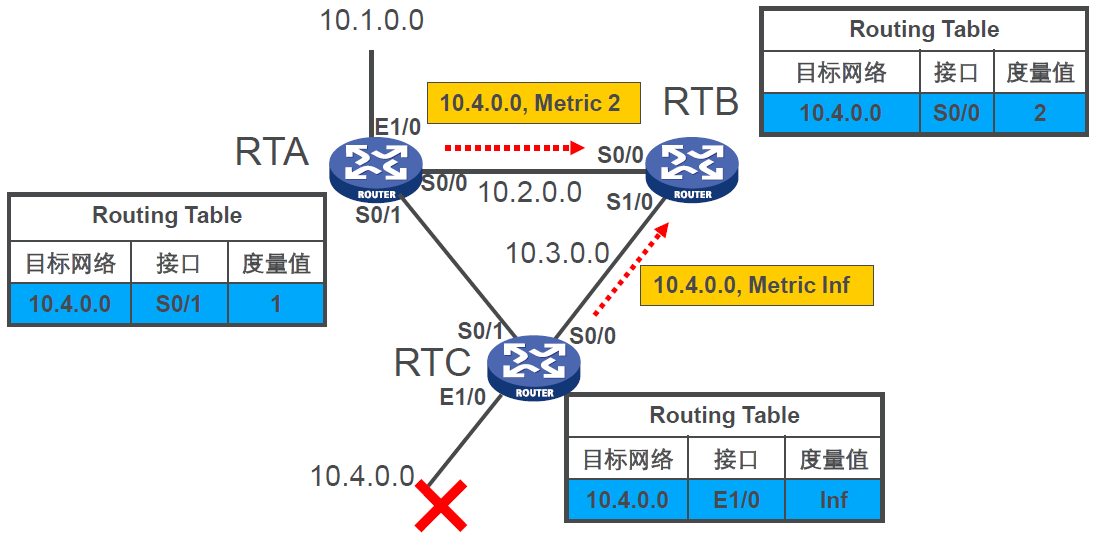 10.1.0.0
Routing Table
目标网络 接口 度量值
10.4.0.0 S0/0 2
10.4.0.0, Metric 2
RTB
E1/0
RTA
S0/0
ROUTER
S0/0
10.2.0.0
ROUTER
S0/1
S1/0
Routing Table
目标网络 接口 度量值
10.4.0.0 S0/1 1
10.3.0.0
10.4.0.0, Metric Inf
S0/1
S0/0
RTC
ROUTER
E1/0
Routing Table
目标网络 接口 度量值
10.4.0.0 E1/0 Inf
10.4.0.0